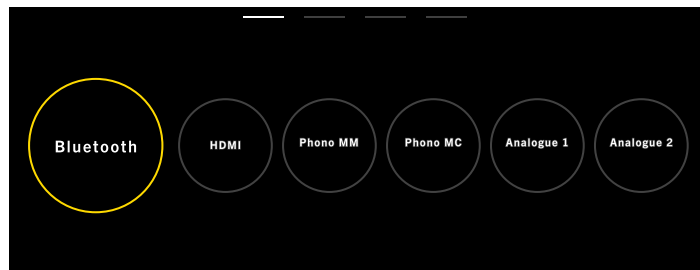 Bluetooth
HDMI
Phono MM
Phono MC
Analogue 1
Analogue 2